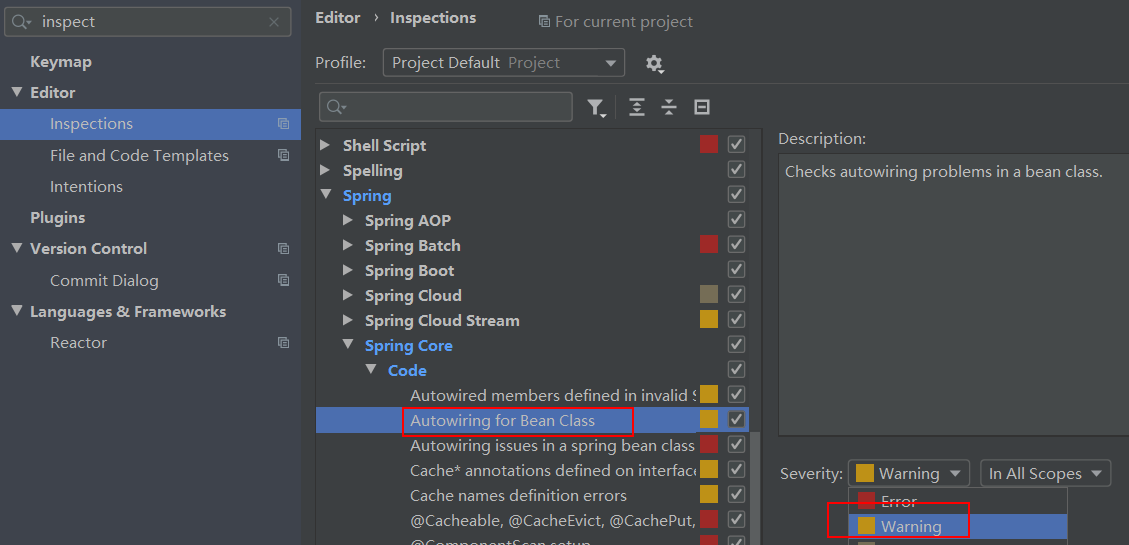 inspect
Keymap
Editor
Inspections
File and Code Templates
Intentions
Plugins
Version Control
Commit Dialog
Languages & Frameworks
Reactor
Editor › Inspections For current project
Profile: Project Default Project
Shell Script
Spelling
Spring
Spring AOP
Spring Batch
Spring Boot
Spring Cloud
Spring Cloud Stream
Spring Core
Code
Autowired members defined in invalid S
Autowiring for Bean Class
Autowiring issues in a spring bean class
Cache* annotations defined on interface
Cache names definition errors
@Cacheable, @CacheEvict, @CachePut,
@ComponentScan setup
Description:
Checks autowiring problems in a bean class.
Severity: Warning In All Scopes
Error
Warning